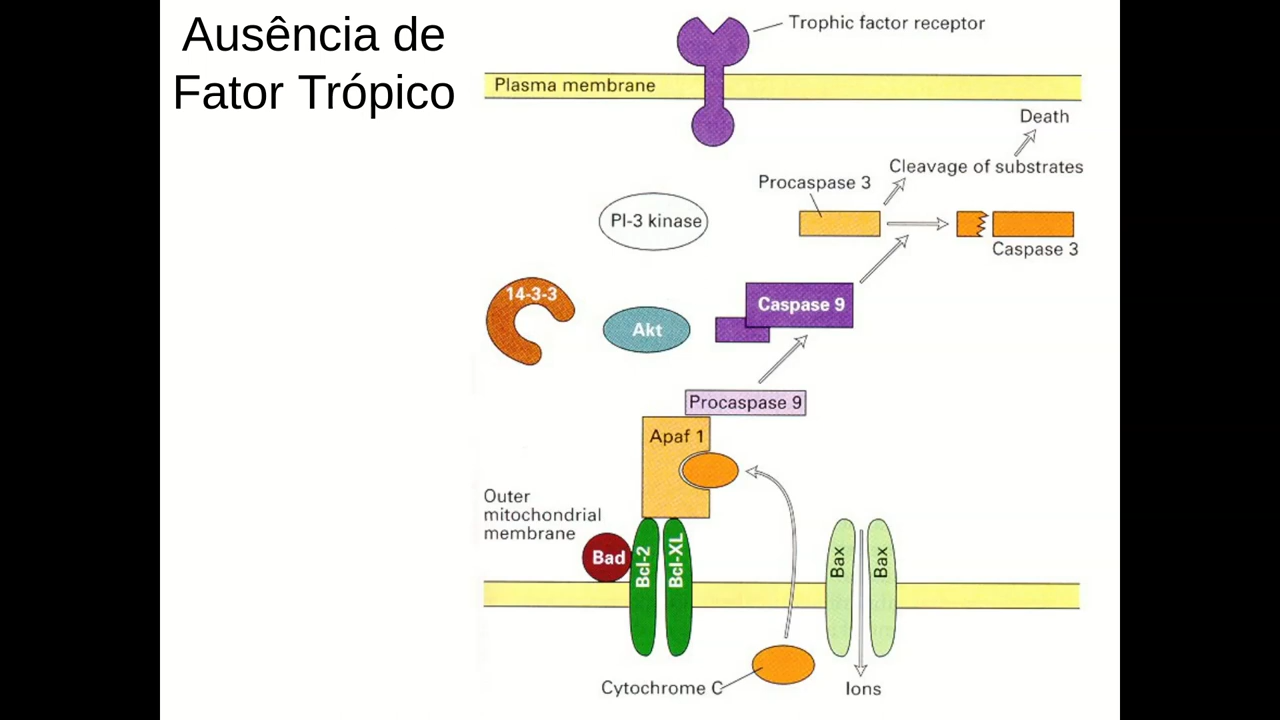 Ausência de
Fator Trópico
Trophic factor receptor
Plasma membrane
Death
Cleavage of substrates
Procaspase 3
PI-3 kinase
Caspase 3
14-3-3
Akt
Caspase 9
Procaspase 9
Apaf 1
Outer
mitochondrial
membrane
Bad
Bcl-2
Bcl-XL
Bax
Bax
Cytochrome C
Ions